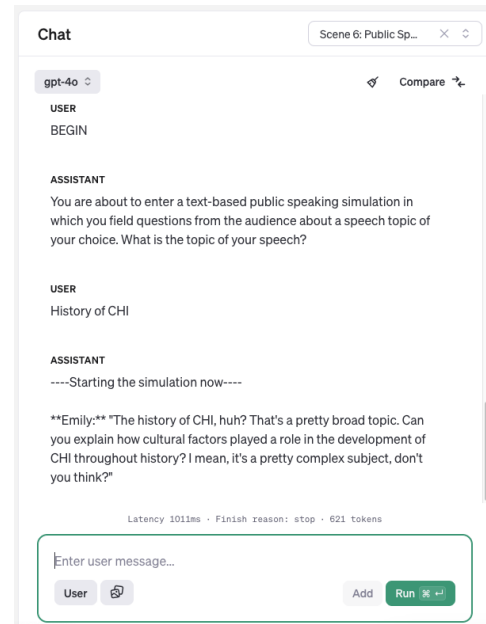 Chat
Scene 6: Public Sp...
gpt-4o
Compare
USER
BEGIN
ASSISTANT
You are about to enter a text-based public speaking simulation in
which you field questions from the audience about a speech topic of
your choice. What is the topic of your speech?
USER
History of CHI
ASSISTANT
----Starting the simulation now----
**Emily:** "The history of CHI, huh? That's a pretty broad topic. Can
you explain how cultural factors played a role in the development of
CHI throughout history? I mean, it's a pretty complex subject, don't
you think?"
Latency 1011ms · Finish reason: stop · 621 tokens
Enter user message...
User
Add
Run ⌘ ↵